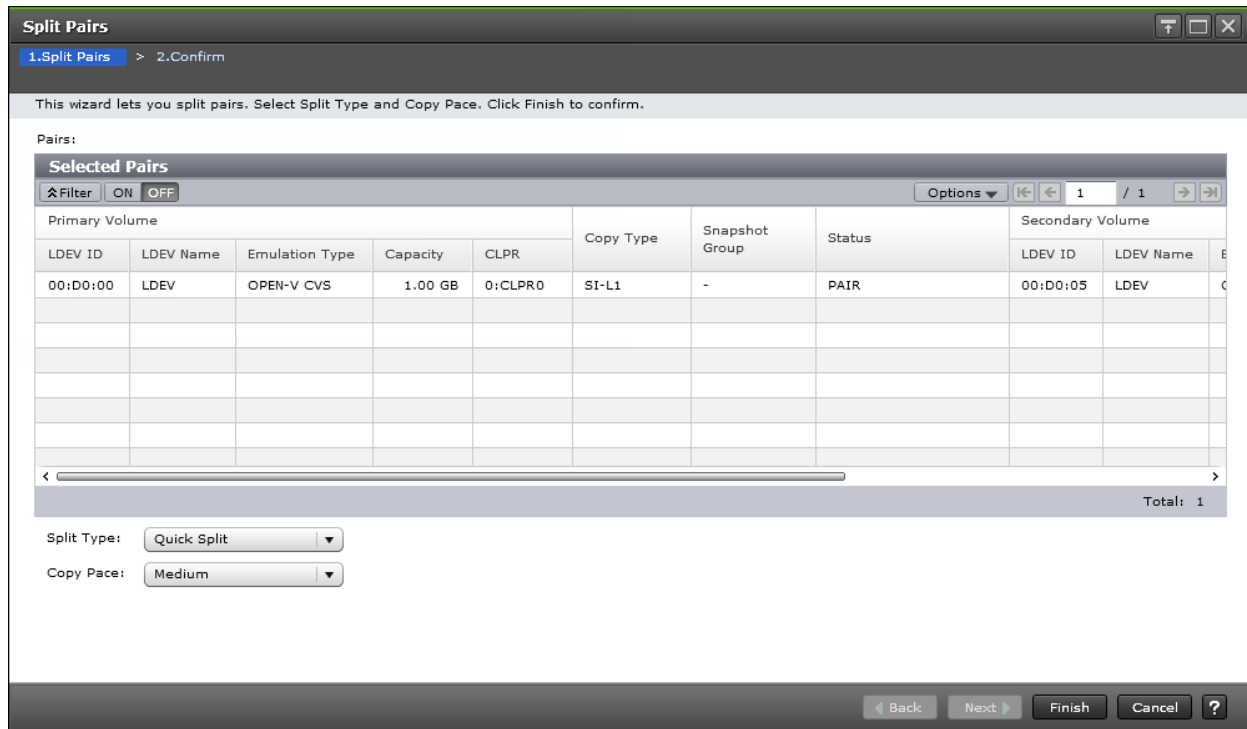 Split Pairs
1.Split Pairs > 2.Confirm
This wizard lets you split pairs. Select Split Type and Copy Pace. Click Finish to confirm.
Pairs:
Selected Pairs
Filter ON OFF Options 1 / 1
Primary Volume Copy Type Snapshot Group Status Secondary Volume
LDEV ID LDEV Name Emulation Type Capacity CLPR LDEV ID LDEV Name
00:D0:00 LDEV OPEN-V CVS 1.00 GB 0:CLPR0 SI-L1 - PAIR 00:D0:05 LDEV
Total: 1
Split Type: Quick Split
Copy Pace: Medium
Back Next Finish Cancel ?